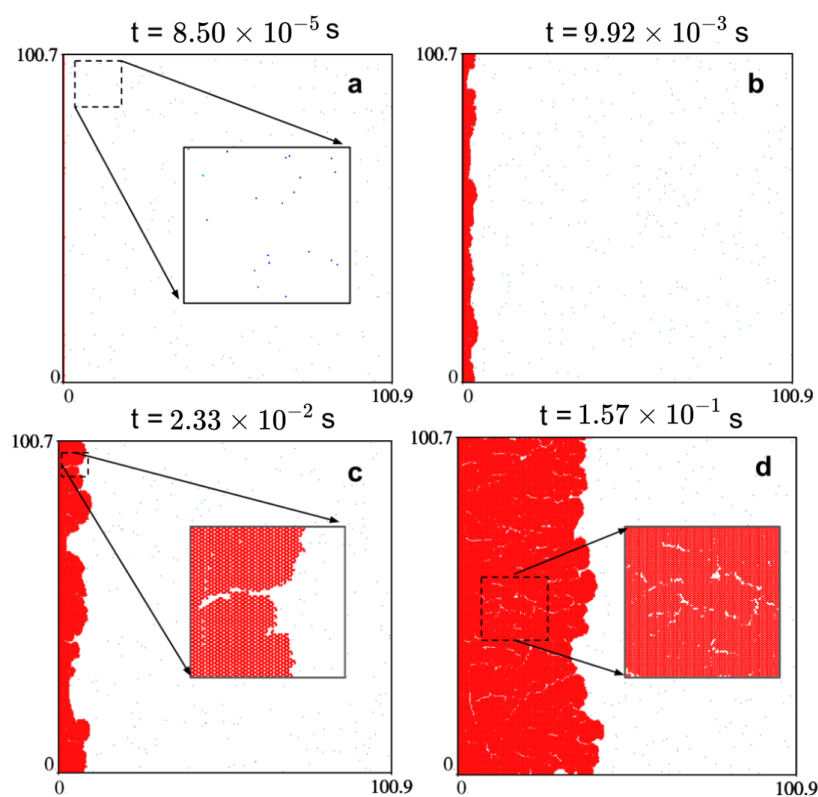 t = 8.50 × 10⁻⁵ s
100.7
a
0
0
100.9
t = 9.92 × 10⁻³ s
100.7
b
0
0
100.9
t = 2.33 × 10⁻² s
100.7
c
0
0
100.9
t = 1.57 × 10⁻¹ s
100.7
d
0
0
100.9